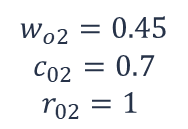 w_{o2} = 0.45
c_{02} = 0.7
r_{02} = 1